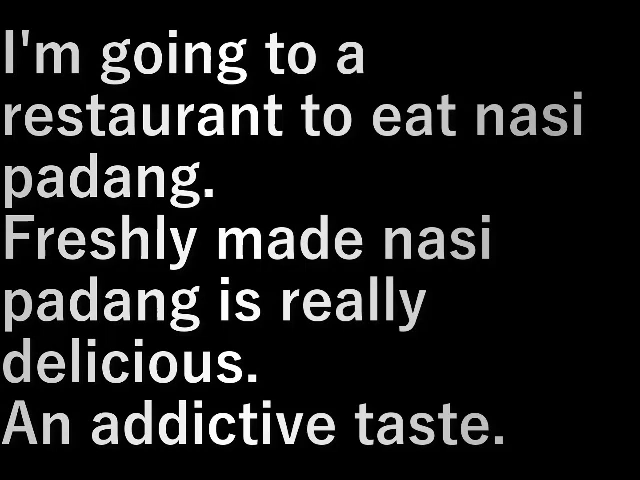 I'm going to a
restaurant to eat nasi
padang.
Freshly made nasi
padang is really
delicious.
An addictive taste.